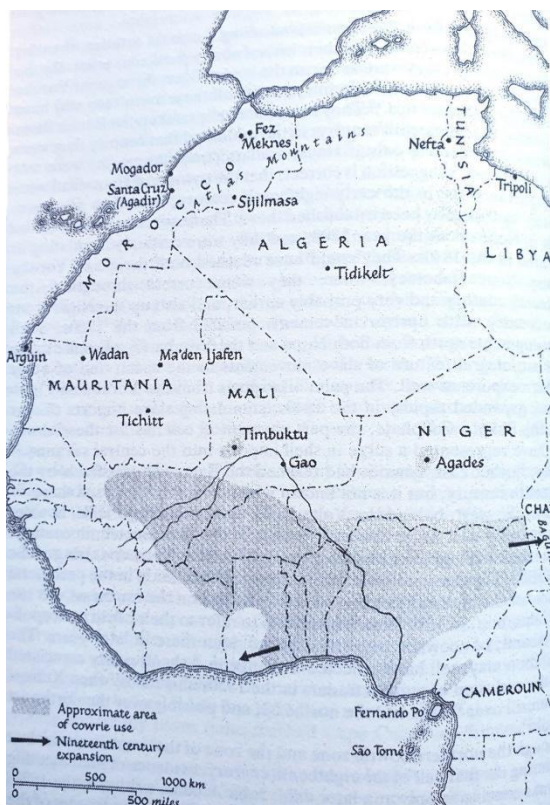 Fez
Meknes
Atlas Mountains
Nefta
TUNISIA
Mogador
Santa Cruz
(Agadir)
Tripoli
Sijilmasa
MOROCCO
ALGERIA
LIBYA
Tidikelt
Arguin
Wadan
Ma'den Ijafen
MAURITANIA
MALI
Tichitt
Timbuktu
NIGER
Gao
Agades
CHA
CAMEROUN
Fernando Po
São Tomé
Approximate area
of cowrie use
Nineteenth century
expansion
0 500 1000 km
0 500 miles